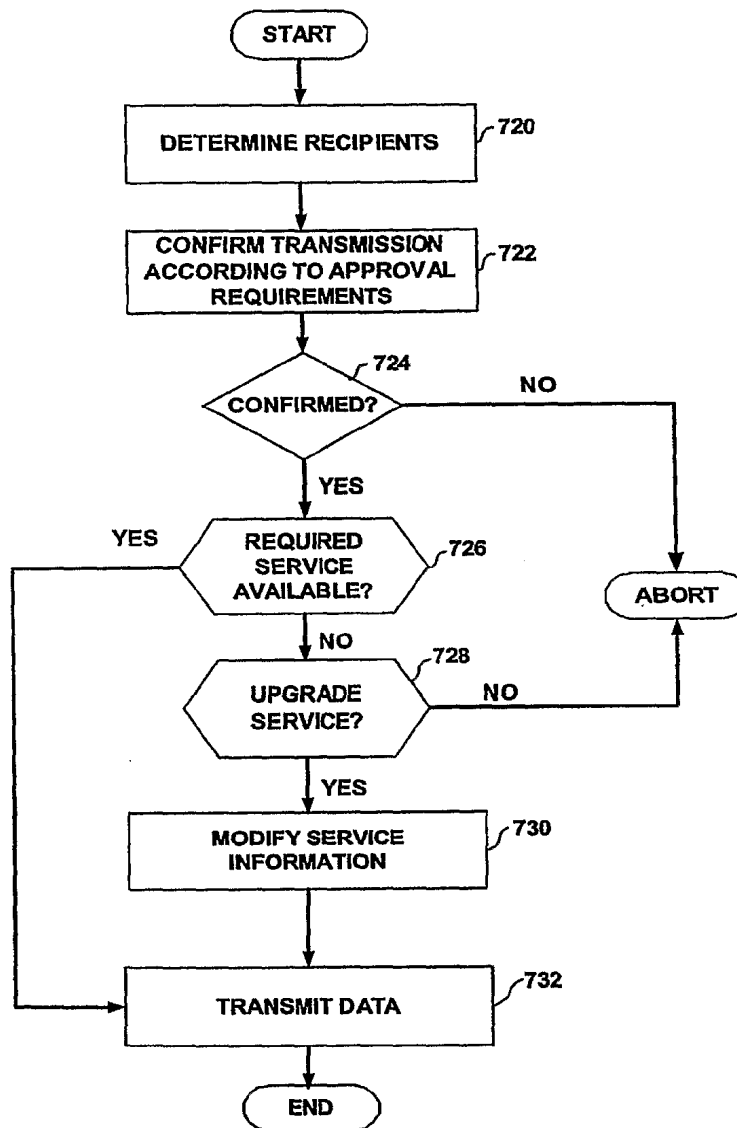 START
DETERMINE RECIPIENTS
720
CONFIRM TRANSMISSION
ACCORDING TO APPROVAL
REQUIREMENTS
722
724
CONFIRMED?
NO
YES
YES
REQUIRED
SERVICE
AVAILABLE?
726
ABORT
NO
728
UPGRADE
SERVICE?
NO
YES
MODIFY SERVICE
INFORMATION
730
TRANSMIT DATA
732
END